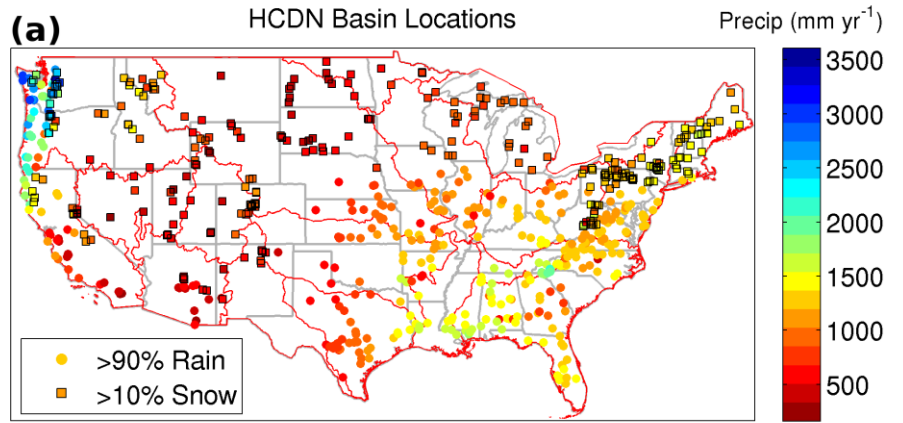 (a)
HCDN Basin Locations
Precip (mm yr⁻¹)
3500
3000
2500
2000
1500
1000
500
>90% Rain
>10% Snow